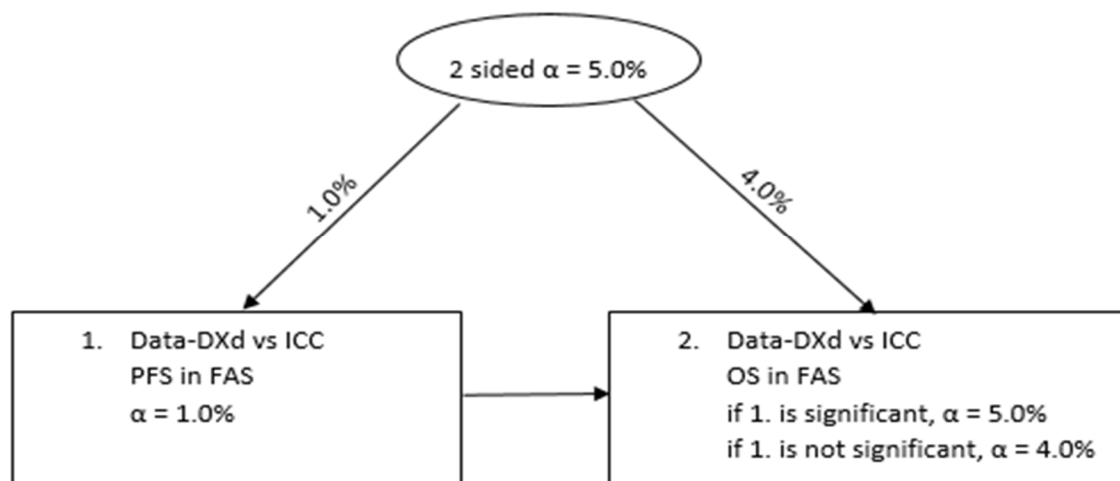 2 sided α = 5.0%
1.0%
4.0%
1. Data-DXd vs ICC
PFS in FAS
α = 1.0%
2. Data-DXd vs ICC
OS in FAS
if 1. is significant, α = 5.0%
if 1. is not significant, α = 4.0%